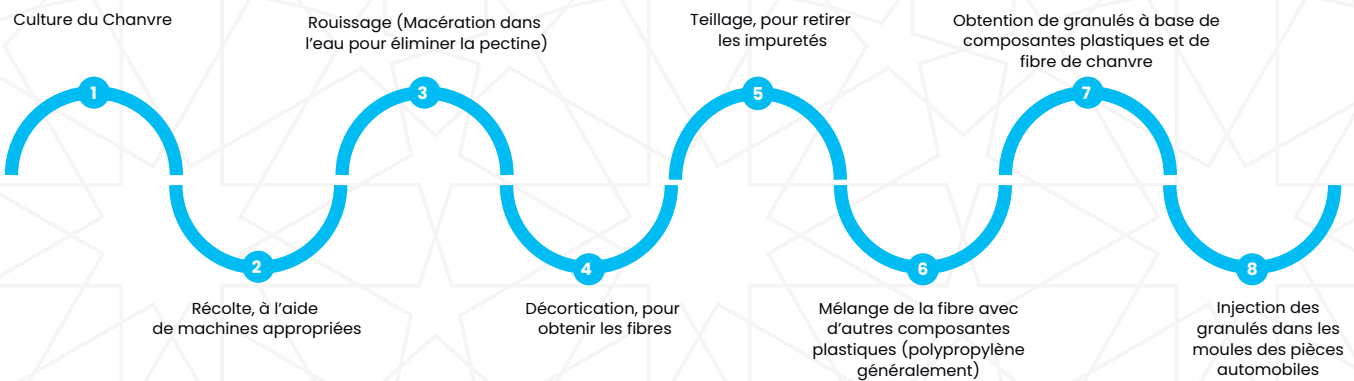 Culture du Chanvre
1
Récolte, à l’aide
de machines appropriées
2
Rouissage (Macération dans
l’eau pour éliminer la pectine)
3
Décortication, pour
obtenir les fibres
4
Teillage, pour retirer
les impuretés
5
Mélange de la fibre avec
d’autres composantes
plastiques (polypropylène
généralement)
6
Obtention de granulés à base de
composantes plastiques et de
fibre de chanvre
7
Injection des
granulés dans les
moules des pièces
automobiles
8